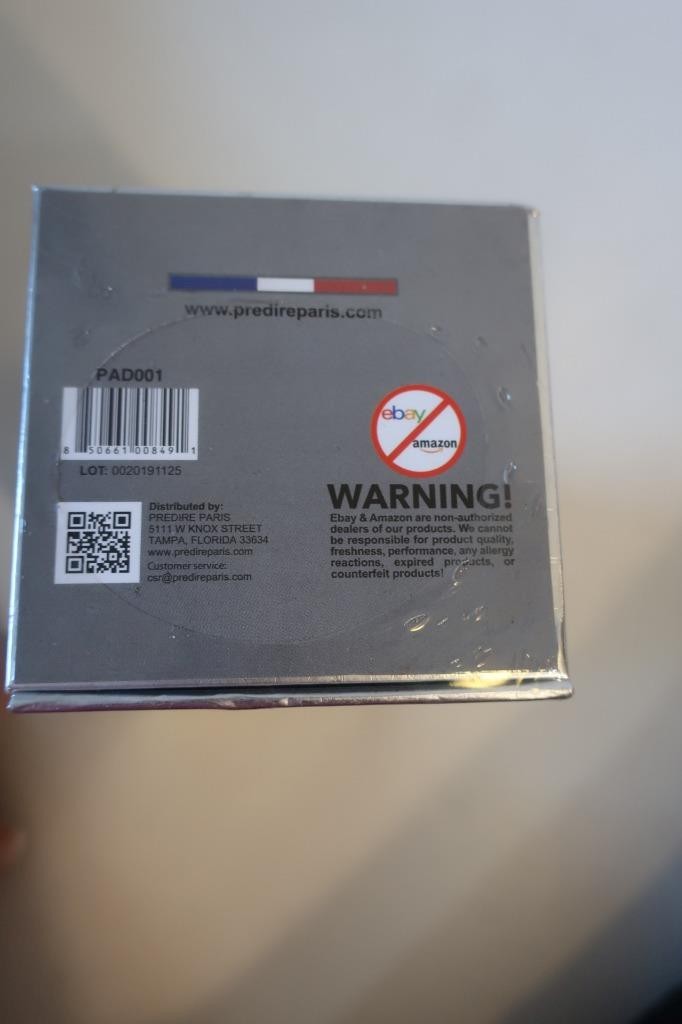 www.predireparis.com
PAD001
8 50661 00849 1
LOT: 0020191125
Distributed by:
PREDIRE PARIS
5111 W KNOX STREET
TAMPA, FLORIDA 33634
www.predireparis.com
Customer service:
csr@predireparis.com
ebay
amazon
WARNING!
Ebay & Amazon are non-authorized
dealers of our products. We cannot
be responsible for product quality,
freshness, performance, any allergy
reactions, expired products, or
counterfeit products!